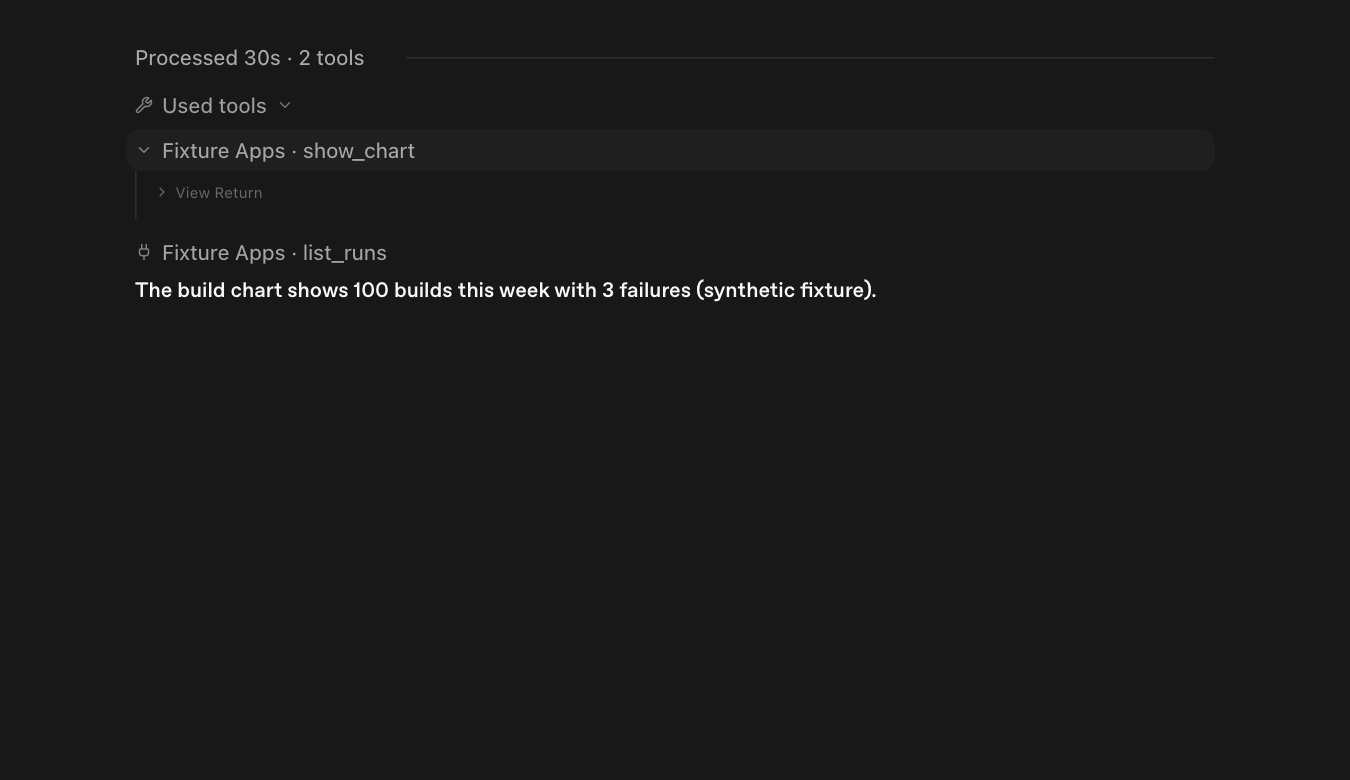 Processed 30s · 2 tools
Used tools
Fixture Apps · show_chart
View Return
Fixture Apps · list_runs
The build chart shows 100 builds this week with 3 failures (synthetic fixture).